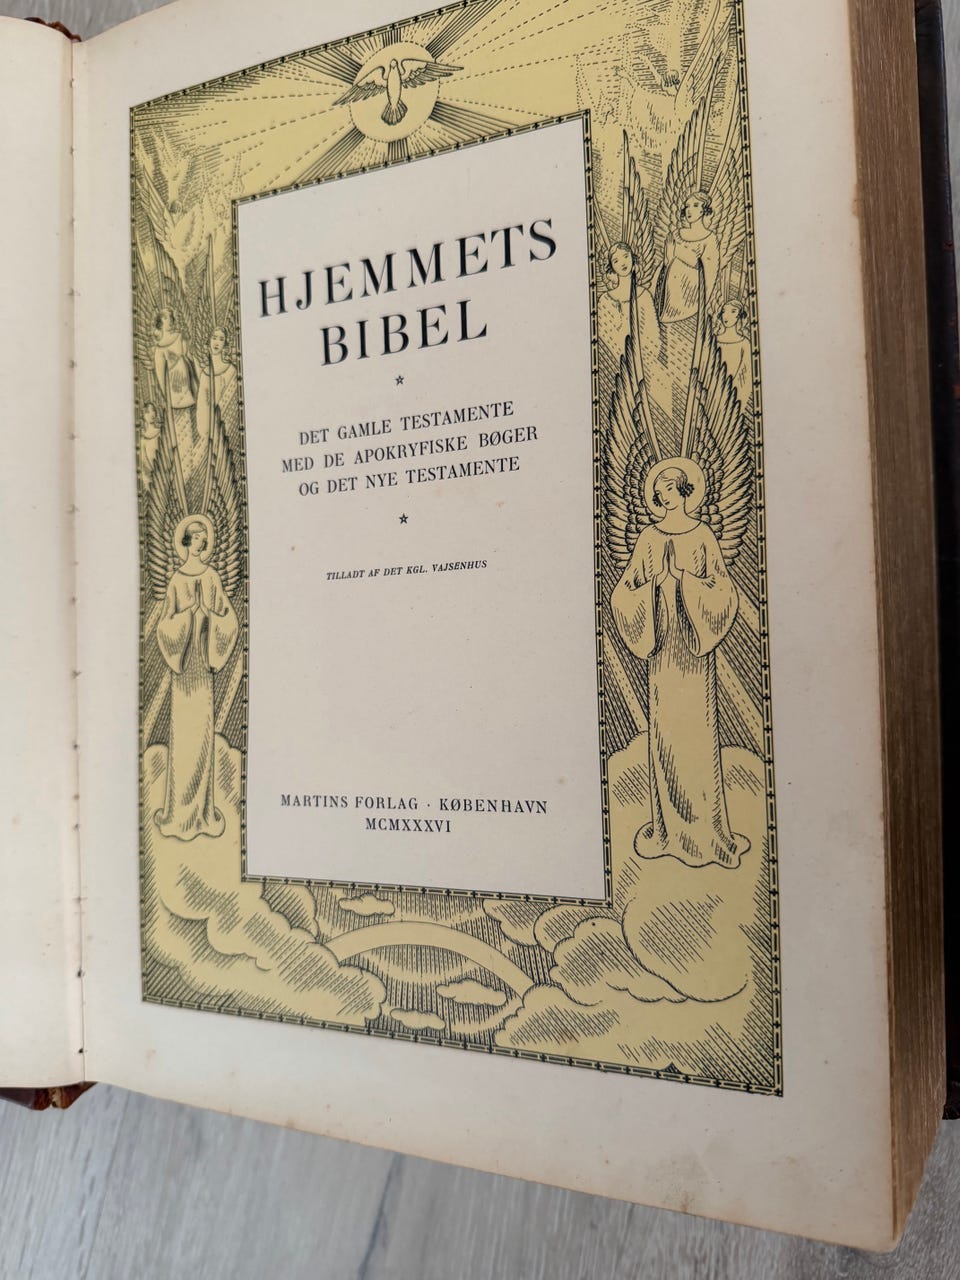 HJEMMETS
BIBEL
DET GAMLE TESTAMENTE
MED DE APOKRYFISKE BØGER
OG DET NYE TESTAMENTE
TILLADT AF DET KGL. VAJSENHUS
MARTINS FORLAG · KØBENHAVN
MCMXXXVI